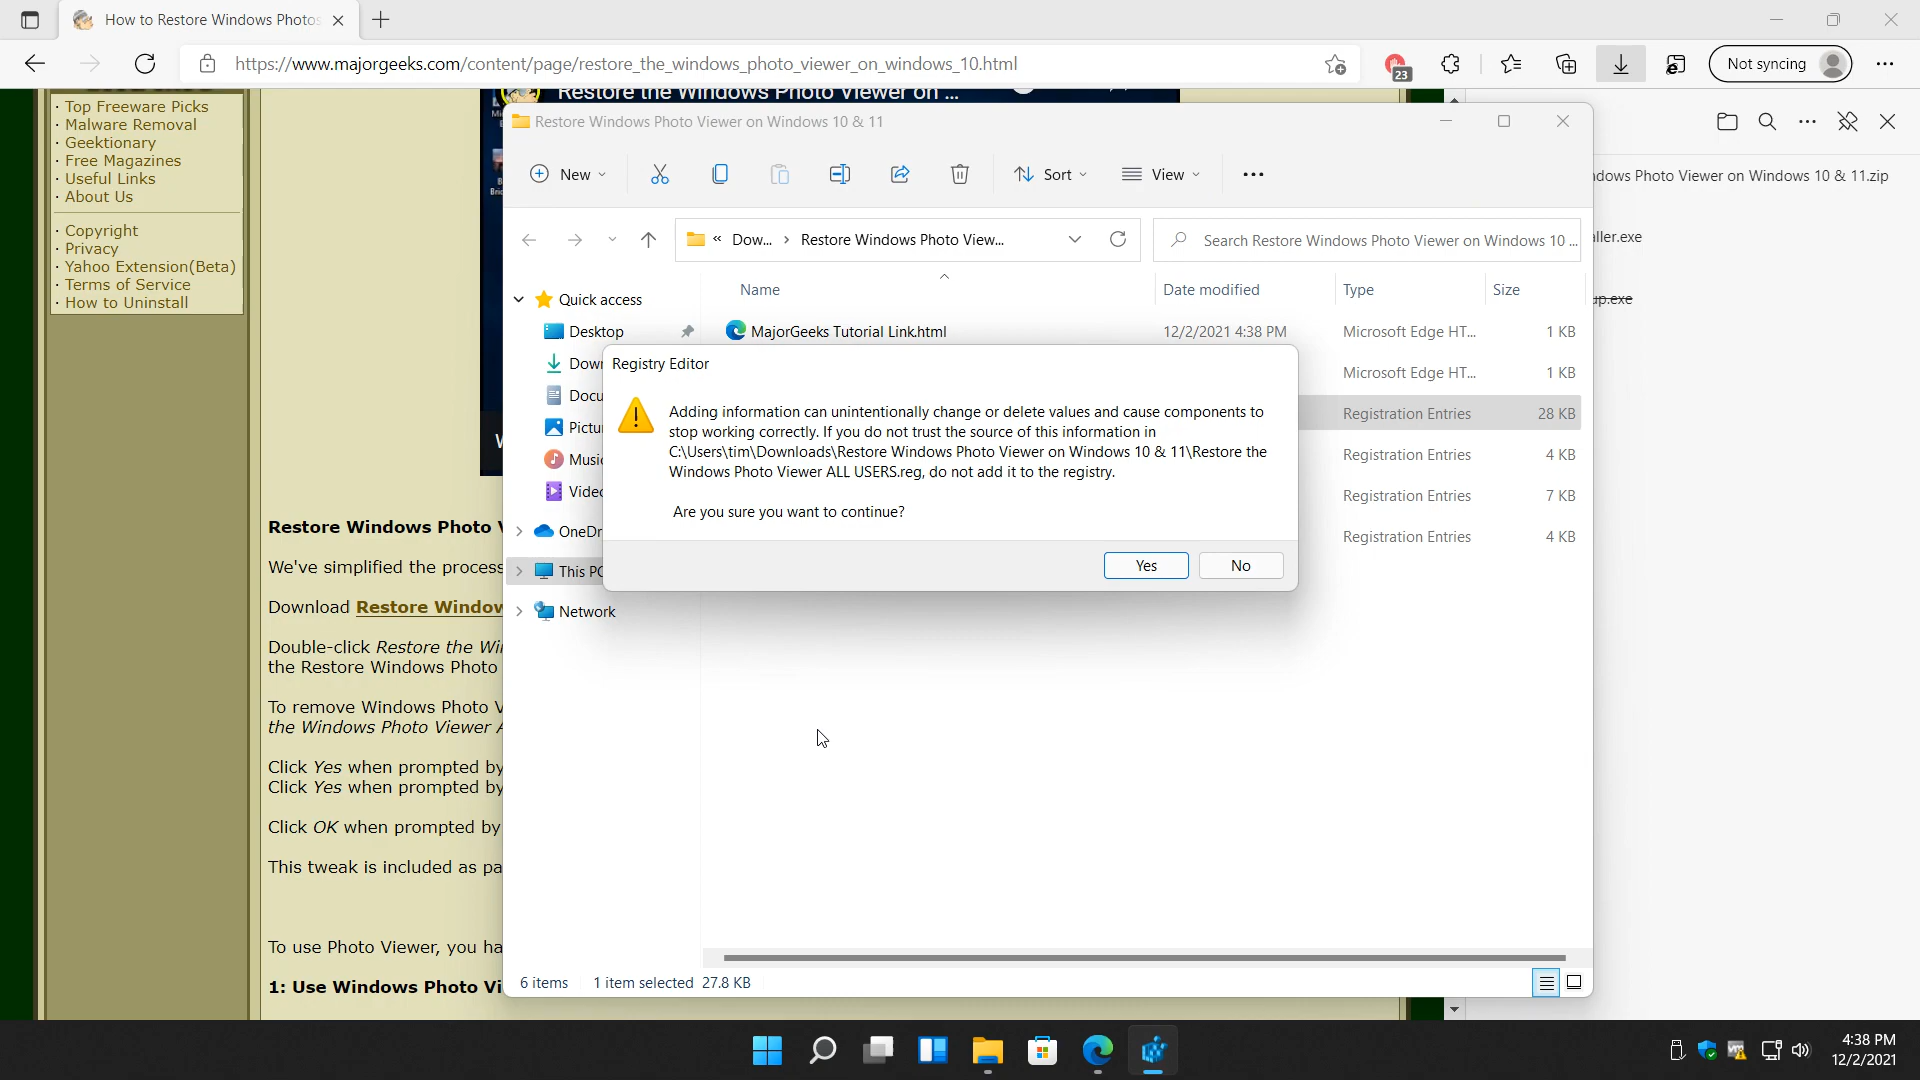 How to Restore Windows Photos
https://www.majorgeeks.com/content/page/restore_the_windows_photo_viewer_on_windows_10.html
23
Not syncing
· Top Freeware Picks
· Malware Removal
· Geektionary
· Free Magazines
· Useful Links
· About Us
· Copyright
· Privacy
· Yahoo Extension(Beta)
· Terms of Service
· How to Uninstall
Restore the Windows Photo Viewer on ...
Restore Windows Photo V
We've simplified the process
Download Restore Window
Double-click Restore the Wi
the Restore Windows Photo
To remove Windows Photo V
the Windows Photo Viewer A
Click Yes when prompted by
Click Yes when prompted by
Click OK when prompted by
This tweak is included as pa
To use Photo Viewer, you ha
1: Use Windows Photo Vi
Restore Windows Photo Viewer on Windows 10 & 11
New
Sort
View
« Dow... › Restore Windows Photo View...
Search Restore Windows Photo Viewer on Windows 10 ...
Name
Date modified
Type
Size
Quick access
Desktop
Down
Docu
Pictu
Music
Videc
OneDr
This PC
Network
MajorGeeks Tutorial Link.html
12/2/2021 4:38 PM
Microsoft Edge HT...
1 KB
Microsoft Edge HT...
1 KB
Registration Entries
28 KB
Registration Entries
4 KB
Registration Entries
7 KB
Registration Entries
4 KB
Registry Editor
Adding information can unintentionally change or delete values and cause components to
stop working correctly. If you do not trust the source of this information in
C:\Users\tim\Downloads\Restore Windows Photo Viewer on Windows 10 & 11\Restore the
Windows Photo Viewer ALL USERS.reg, do not add it to the registry.
Are you sure you want to continue?
Yes
No
6 items
1 item selected 27.8 KB
dows Photo Viewer on Windows 10 & 11.zip
ller.exe
up.exe
4:38 PM
12/2/2021